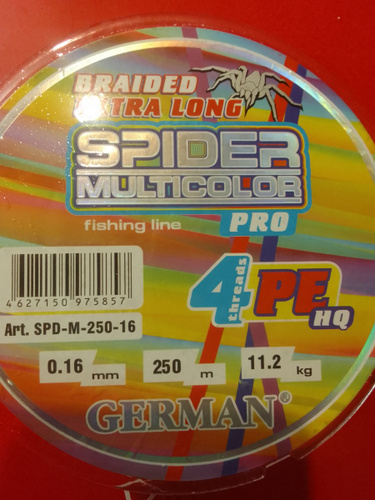 BRAIDED
EXTRA LONG
SPIDER
MULTICOLOR
PRO
fishing line
4 threads
PE
HQ
4 627150 975857
Art. SPD-M-250-16
0.16 mm
250 m
11.2 kg
GERMAN®